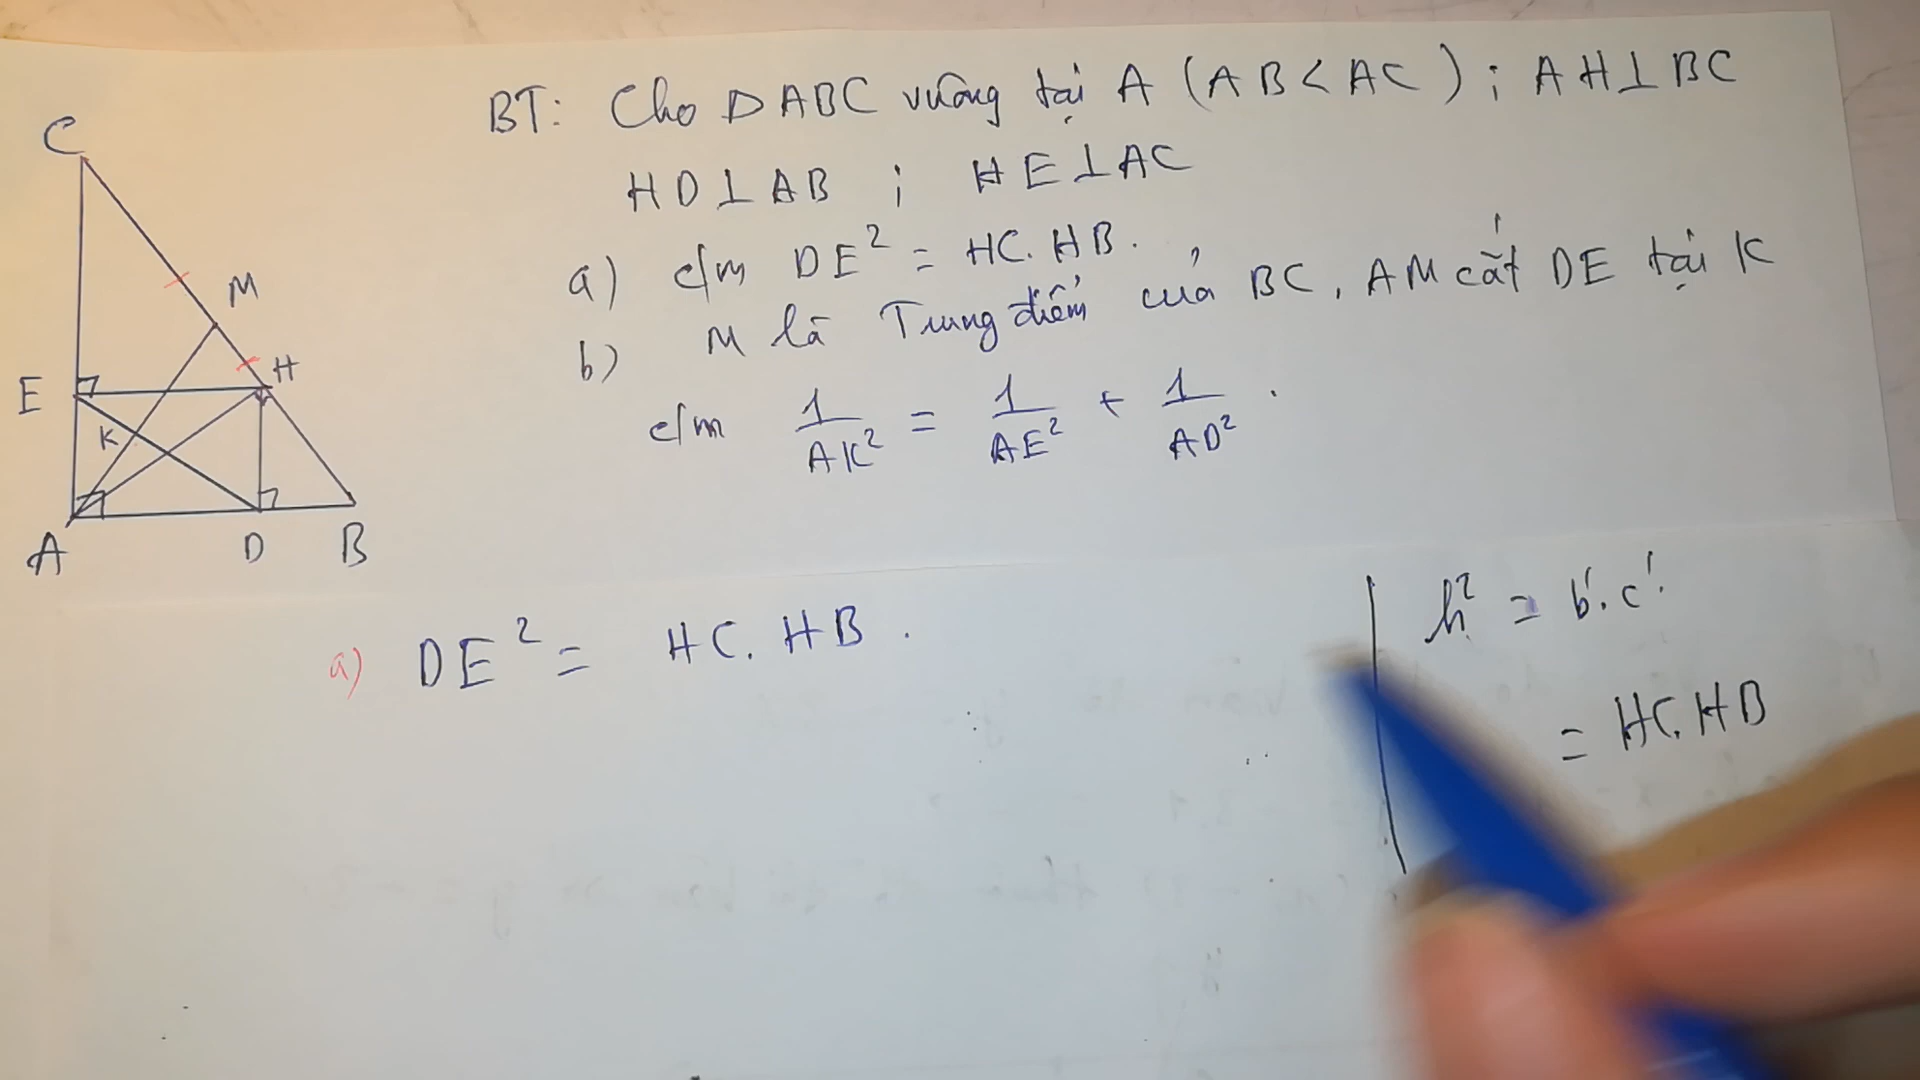 BT: Cho Δ ABC vuông tại A (AB < AC); AH⊥BC
HD⊥AB ; HE⊥AC
a) c/m DE² = HC.HB.
b) M là Trung điểm của BC, AM cắt DE tại K
c/m 1/AK² = 1/AE² + 1/AD².
C
M
H
E
K
A
D
B
a) DE² = HC.HB.
h² = b'.c'
= HC.HB